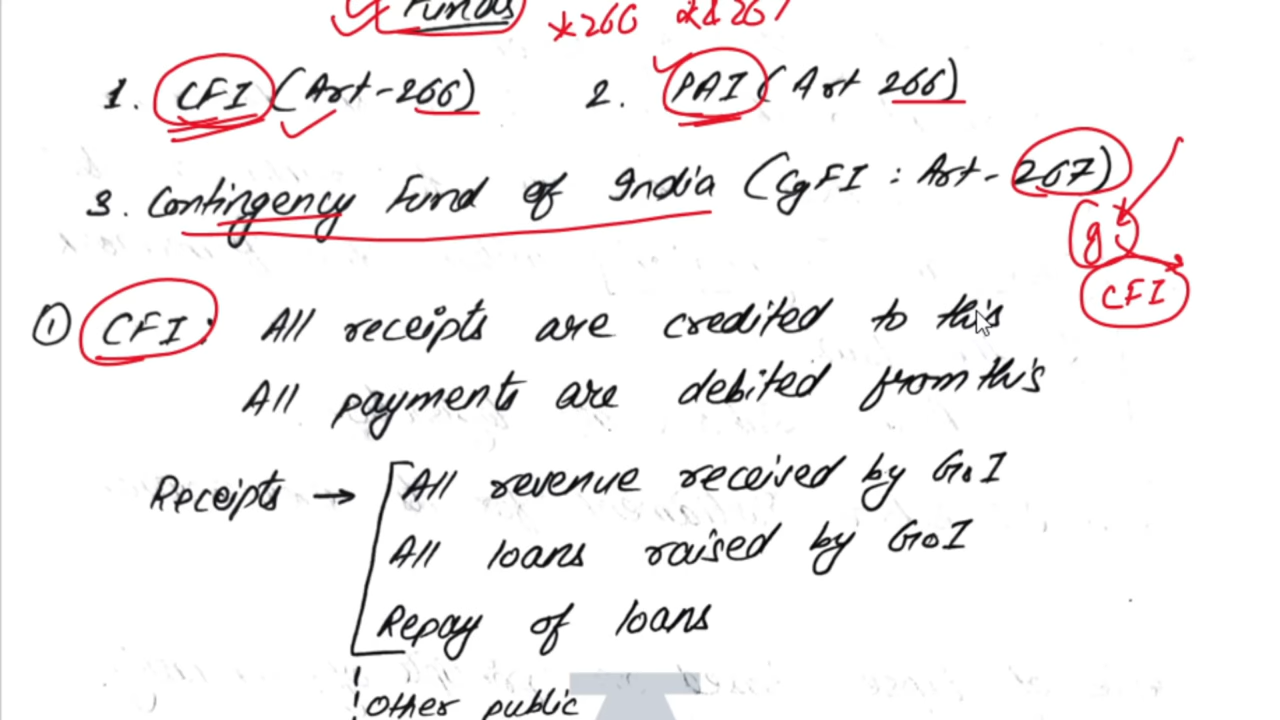 Funds *266 *267
1. CFI (Art-266) 2. PAI (Art 266)
3. Contingency Fund of India (CgFI : Art-267)
g
CFI
① CFI: All receipts are credited to this
All payments are debited from this
Receipts → All revenue received by GoI
All loans raised by GoI
Repay of loans
Other public